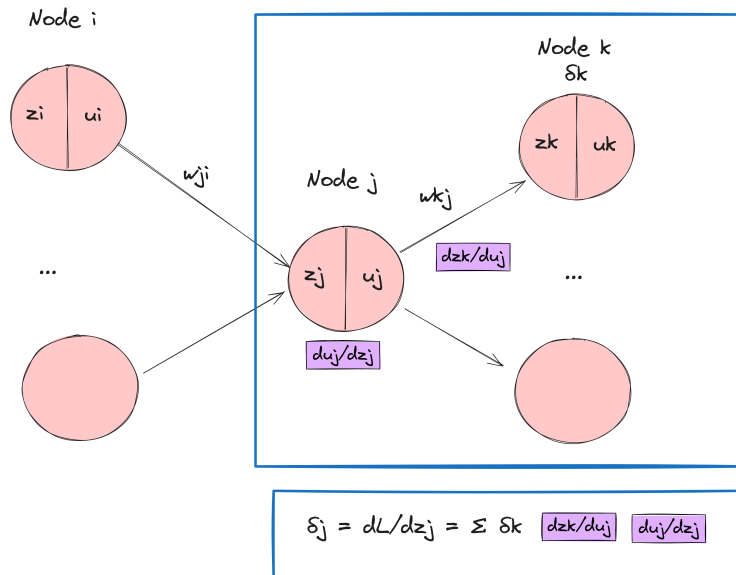 Node i
zi ui
wji
Node j
zj uj
duj/dzj
wkj
dzk/duj
Node k
δk
zk uk
...
...
δj = dL/dzj = Σ δk dzk/duj duj/dzj